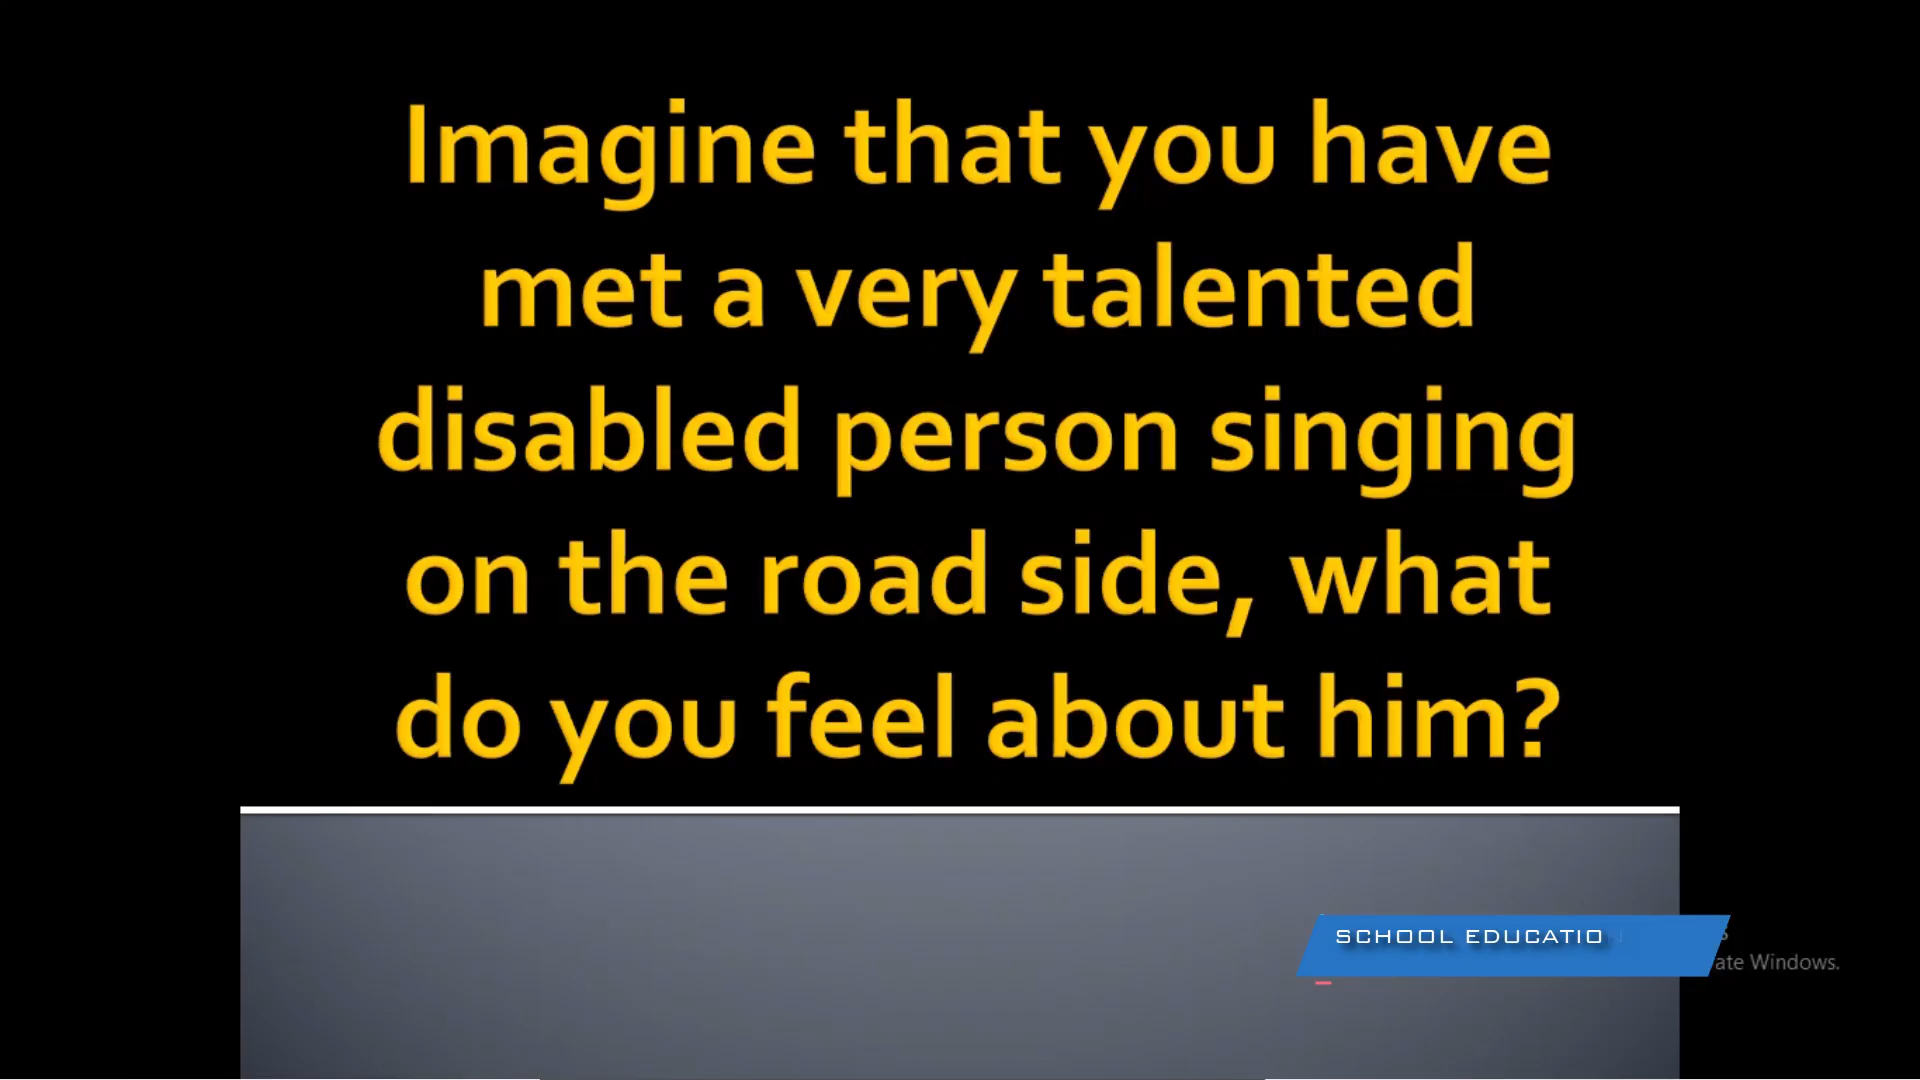 Imagine that you have
met a very talented
disabled person singing
on the road side, what
do you feel about him?
SCHOOL EDUCATIO
Windows.